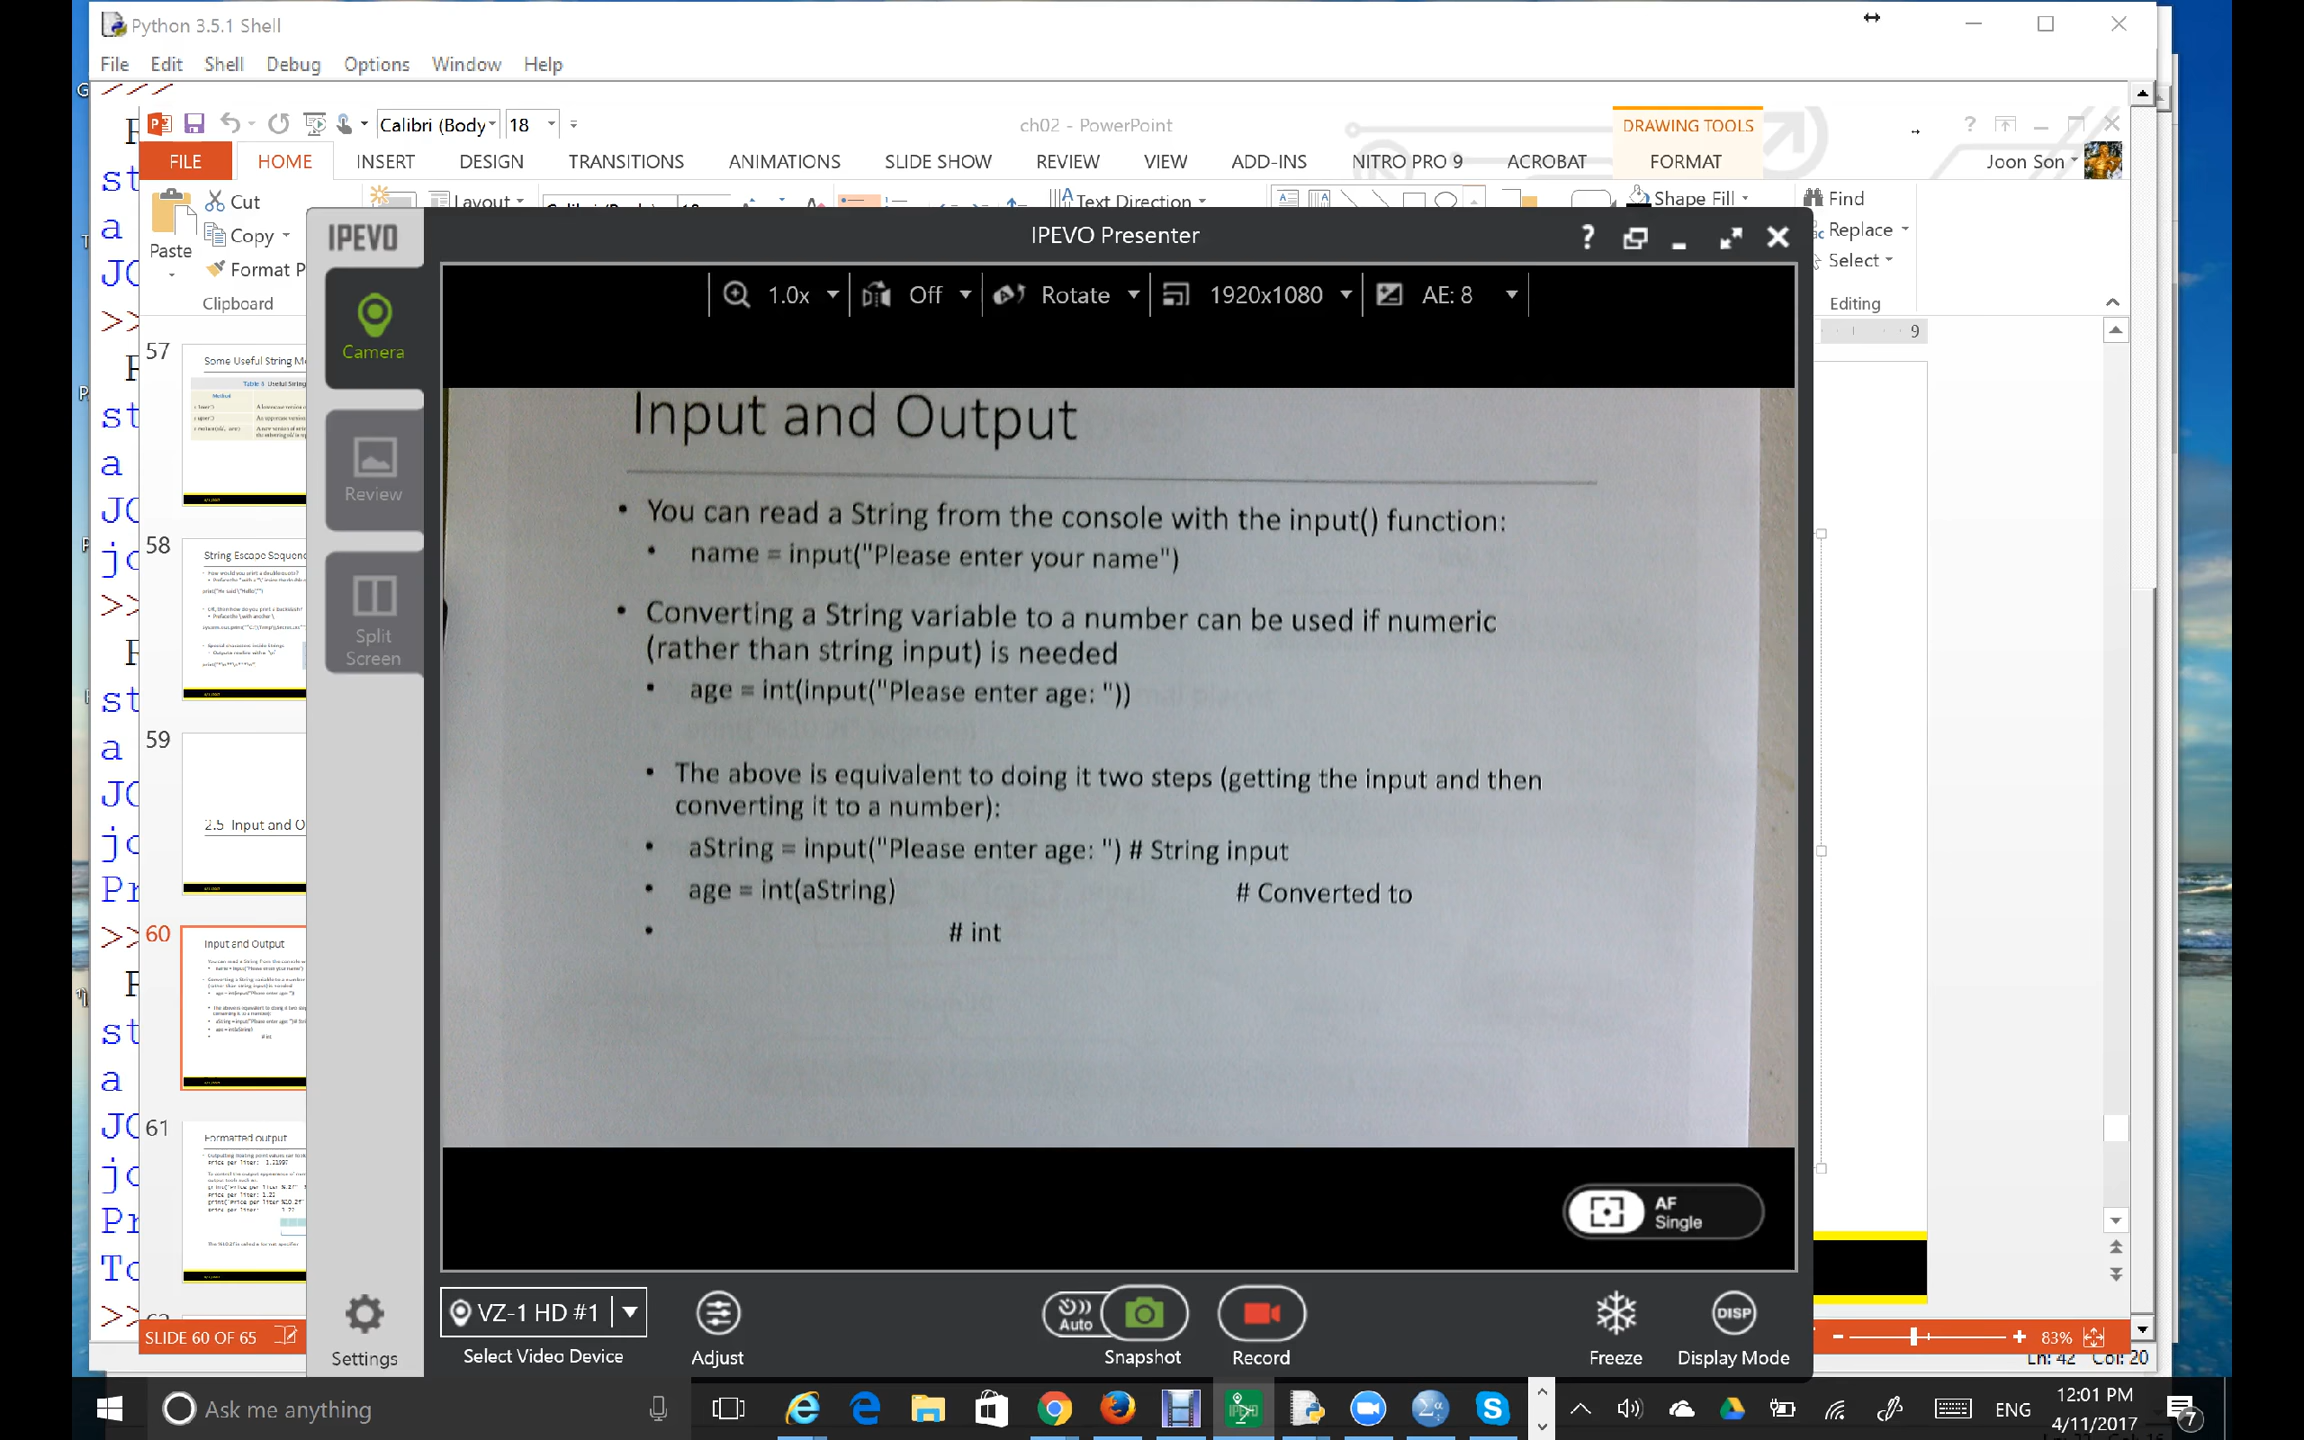 Python 3.5.1 Shell
File Edit Shell Debug Options Window Help
Calibri (Body 18 ch02 - PowerPoint DRAWING TOOLS
FILE HOME INSERT DESIGN TRANSITIONS ANIMATIONS SLIDE SHOW REVIEW VIEW ADD-INS NITRO PRO 9 ACROBAT FORMAT Joon Son
Paste
Cut
Copy
Format P
Clipboard
Layout
Text Direction
Shape Fill
Find
Replace
Select
Editing
9
IPEVO
IPEVO Presenter
Camera
Review
Split
Screen
Settings
1.0x Off Rotate 1920x1080 AE: 8
Input and Output
• You can read a String from the console with the input() function:
• name = input("Please enter your name")
• Converting a String variable to a number can be used if numeric
(rather than string input) is needed
• age = int(input("Please enter age: "))
• The above is equivalent to doing it two steps (getting the input and then
converting it to a number):
• aString = input("Please enter age: ") # String input
• age = int(aString) # Converted to
• # int
AF
Single
VZ-1 HD #1
Select Video Device
Adjust
Auto
Snapshot
Record
Freeze
DISP
Display Mode
57
Some Useful String M
58
String Escape Sequenc
59
2.5 Input and O
60
Input and Output
61
Formatted output
SLIDE 60 OF 65
83%
Ln: 42 Col: 20
Ask me anything
ENG
12:01 PM
4/11/2017
7